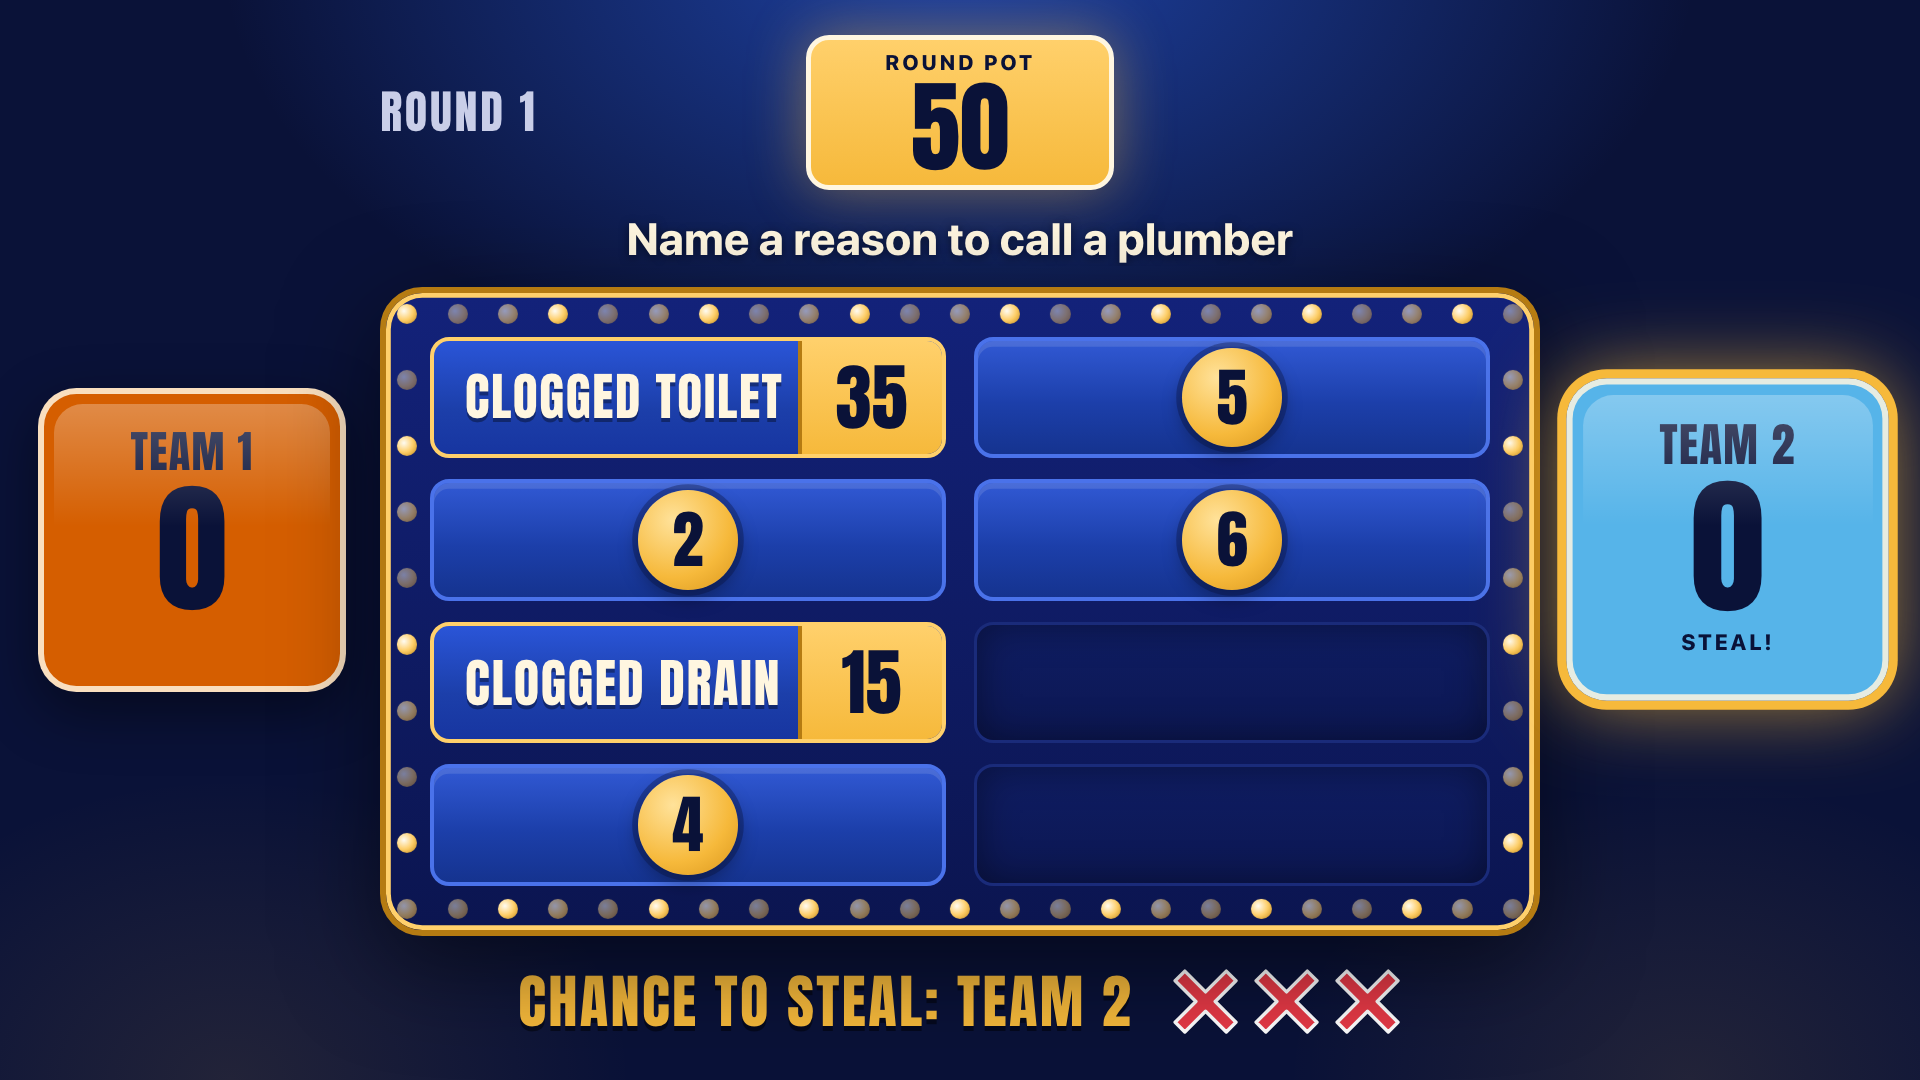 ROUND 1
ROUND POT
50
Name a reason to call a plumber
TEAM 1
0
CLOGGED TOILET 35
2
CLOGGED DRAIN 15
4
5
6
TEAM 2
0
STEAL!
CHANCE TO STEAL: TEAM 2